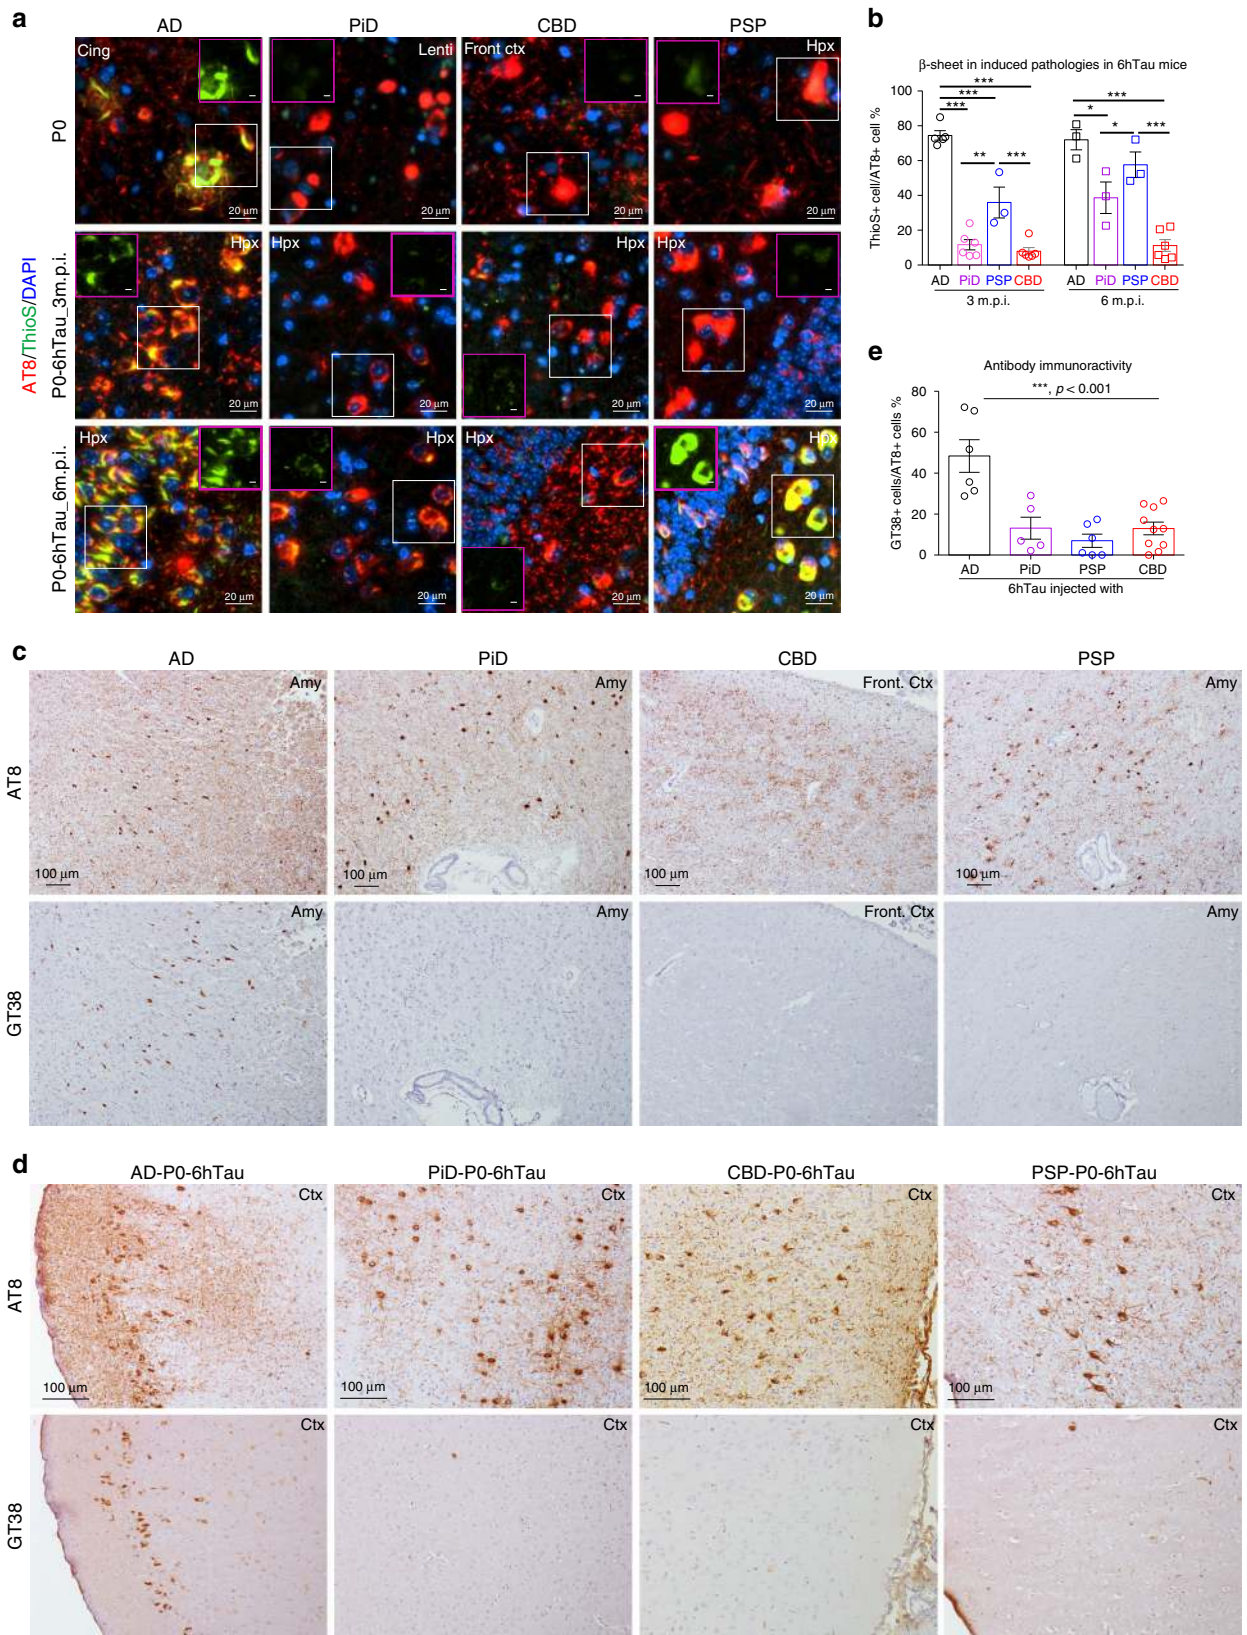 a
AD
PiD
CBD
PSP
AT8/ThioS/DAPI
P0
Cing
20 µm
Lenti
20 µm
Front ctx
20 µm
Hpx
20 µm
P0-6hTau_3m.p.i.
Hpx
20 µm
Hpx
20 µm
Hpx
20 µm
Hpx
20 µm
P0-6hTau_6m.p.i.
Hpx
20 µm
Hpx
20 µm
Hpx
20 µm
Hpx
20 µm
b
β-sheet in induced pathologies in 6hTau mice
ThioS+ cell/AT8+ cell %
100
80
60
40
20
0
***
***
***
**
***
***
*
*
***
AD PiD PSP CBD
AD PiD PSP CBD
3 m.p.i.
6 m.p.i.
e
Antibody immunoractivity
***, p < 0.001
GT38+ cells/AT8+ cells %
80
60
40
20
0
AD PiD PSP CBD
6hTau injected with
c
AD
PiD
CBD
PSP
AT8
Amy
100 µm
Amy
100 µm
Front. Ctx
100 µm
Amy
100 µm
GT38
Amy
Amy
Front. Ctx
Amy
d
AD-P0-6hTau
PiD-P0-6hTau
CBD-P0-6hTau
PSP-P0-6hTau
AT8
Ctx
100 µm
Ctx
100 µm
Ctx
100 µm
Ctx
100 µm
GT38
Ctx
Ctx
Ctx
Ctx